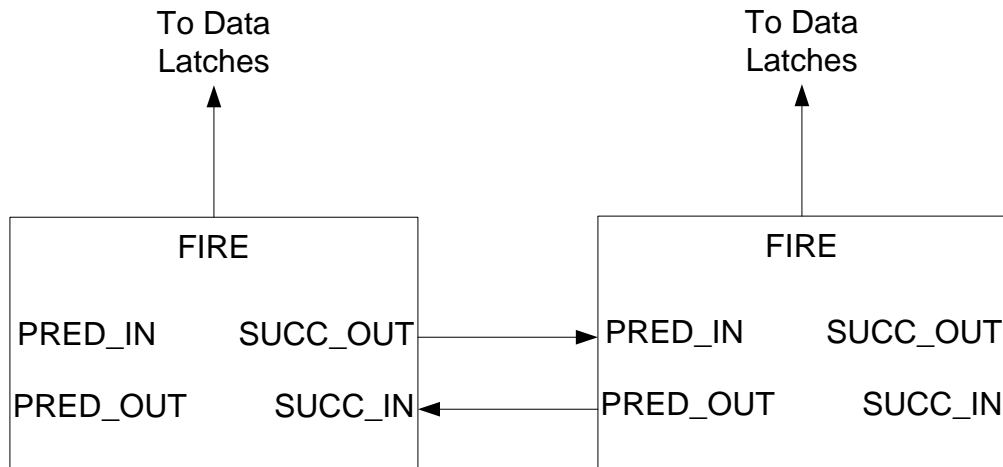 To Data
Latches
To Data
Latches
FIRE
PRED_IN
SUCC_OUT
PRED_OUT
SUCC_IN
FIRE
PRED_IN
SUCC_OUT
PRED_OUT
SUCC_IN